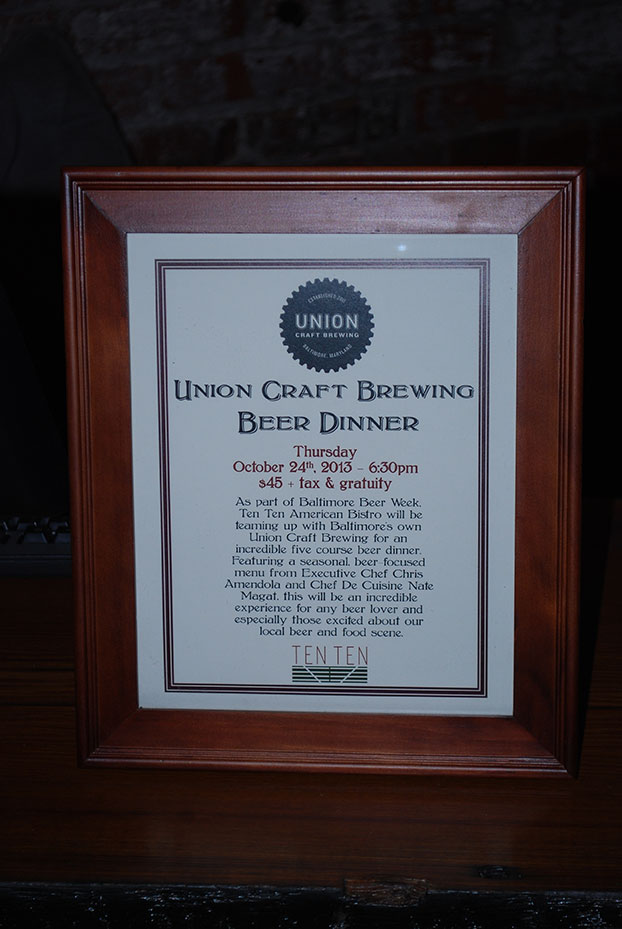 ESTABLISHED 2011
UNION
CRAFT BREWING
BALTIMORE, MARYLAND
UNION CRAFT BREWING
BEER DINNER
Thursday
October 24th, 2013 - 6:30pm
$45 + tax & gratuity
As part of Baltimore Beer Week,
Ten Ten American Bistro will be
teaming up with Baltimore's own
Union Craft Brewing for an
incredible five course beer dinner.
Featuring a seasonal, beer-focused
menu from Executive Chef Chris
Amendola and Chef De Cuisine Nate
Magat, this will be an incredible
experience for any beer lover and
especially those excited about our
local beer and food scene.
TEN TEN